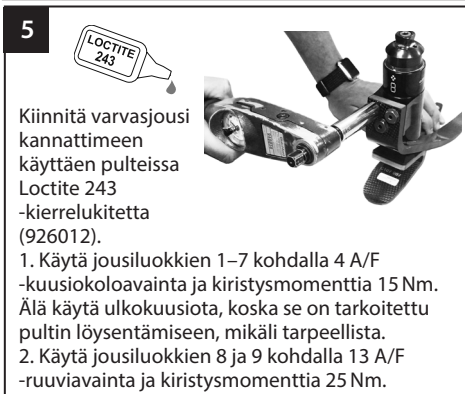 5
LOCTITE
243
Kiinnitä varvasjousi
kannattimeen
käyttäen pulteissa
Loctite 243
-kierrelukitetta
(926012).
1. Käytä jousiluokkien 1–7 kohdalla 4 A/F
-kuusiokoloavainta ja kiristysmomenttia 15 Nm.
Älä käytä ulkokuusiota, koska se on tarkoitettu
pultin löysentämiseen, mikäli tarpeellista.
2. Käytä jousiluokkien 8 ja 9 kohdalla 13 A/F
-ruuviavainta ja kiristysmomenttia 25 Nm.